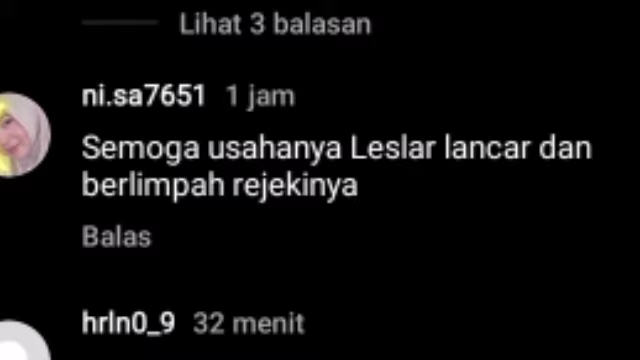 Lihat 3 balasan
ni.sa7651 1 jam
Semoga usahanya Leslar lancar dan
berlimpah rejekinya
Balas
hrln0_9 32 menit